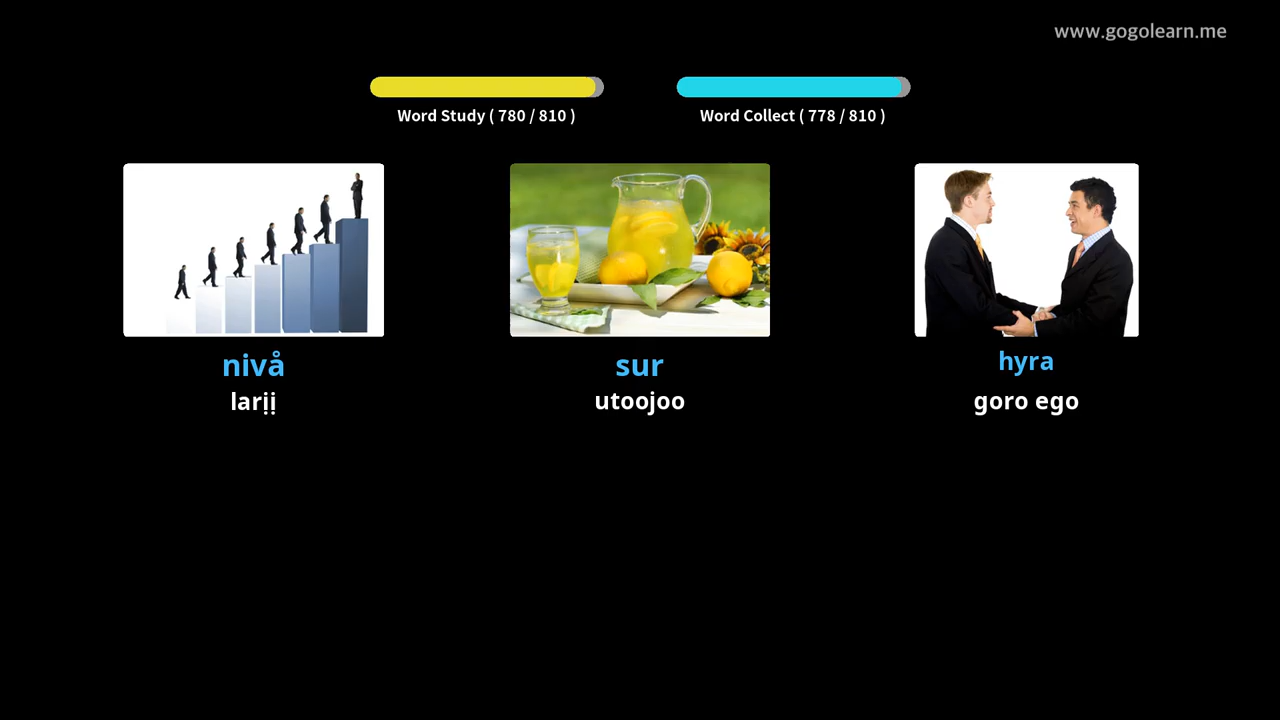 www.gogolearn.me
Word Study ( 780 / 810 )
Word Collect ( 778 / 810 )
nivå
larịị
sur
utoojoo
hyra
goro ego